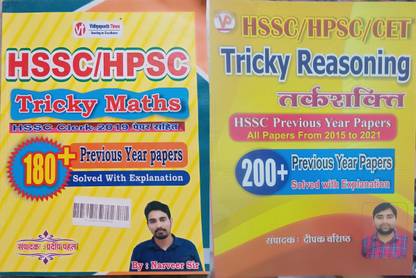 Vidyapeeth Times
HSSC/HPSC
Tricky Maths
HSSC Clerk 2019 पेपर सहित
180+ Previous Year papers
Solved With Explanation
संपादक: प्रदीप पहल
By : Narveer Sir
VP
HSSC/HPSC/CET
Tricky Reasoning
तर्कशक्ति
HSSC Previous Year Papers
All Papers From 2015 to 2021
200+ Previous Year Papers
Solved with Explanation
संपादक: दीपक वशिष्ठ